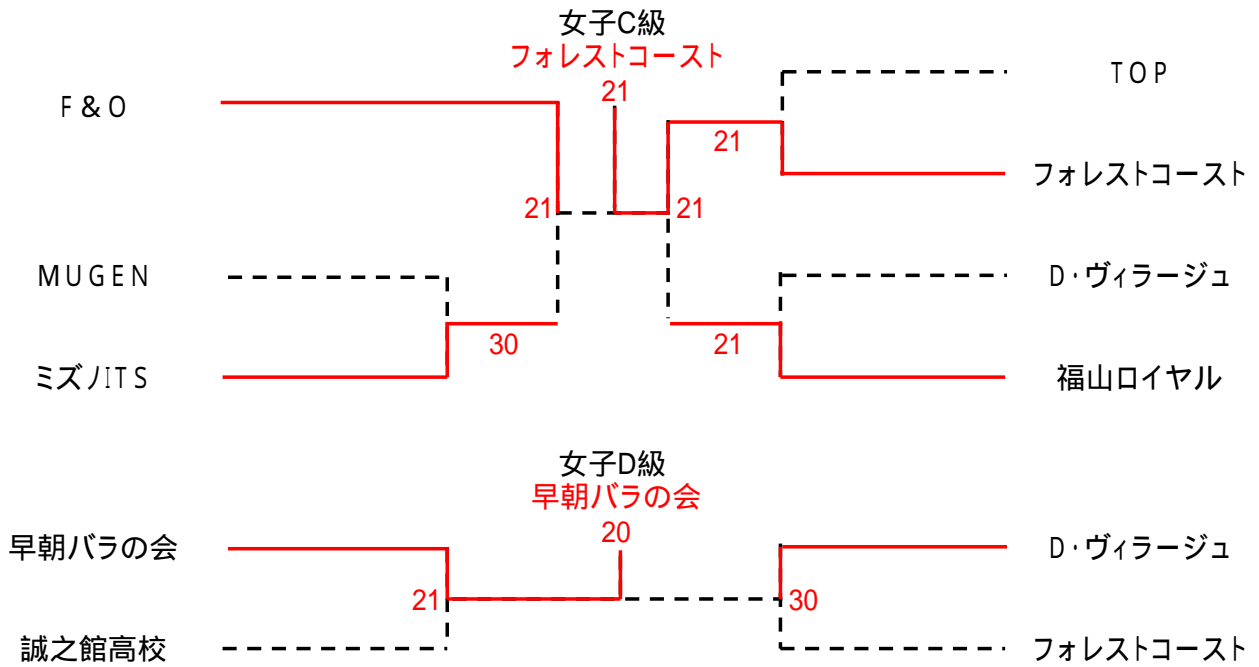 女子C級
フォレストコースト
21
F & O
TOP
21
フォレストコースト
21
21
MUGEN
D・ヴィラージュ
30
21
ミズノITS
福山ロイヤル
女子D級
早朝バラの会
20
早朝バラの会
D・ヴィラージュ
21
30
誠之館高校
フォレストコースト